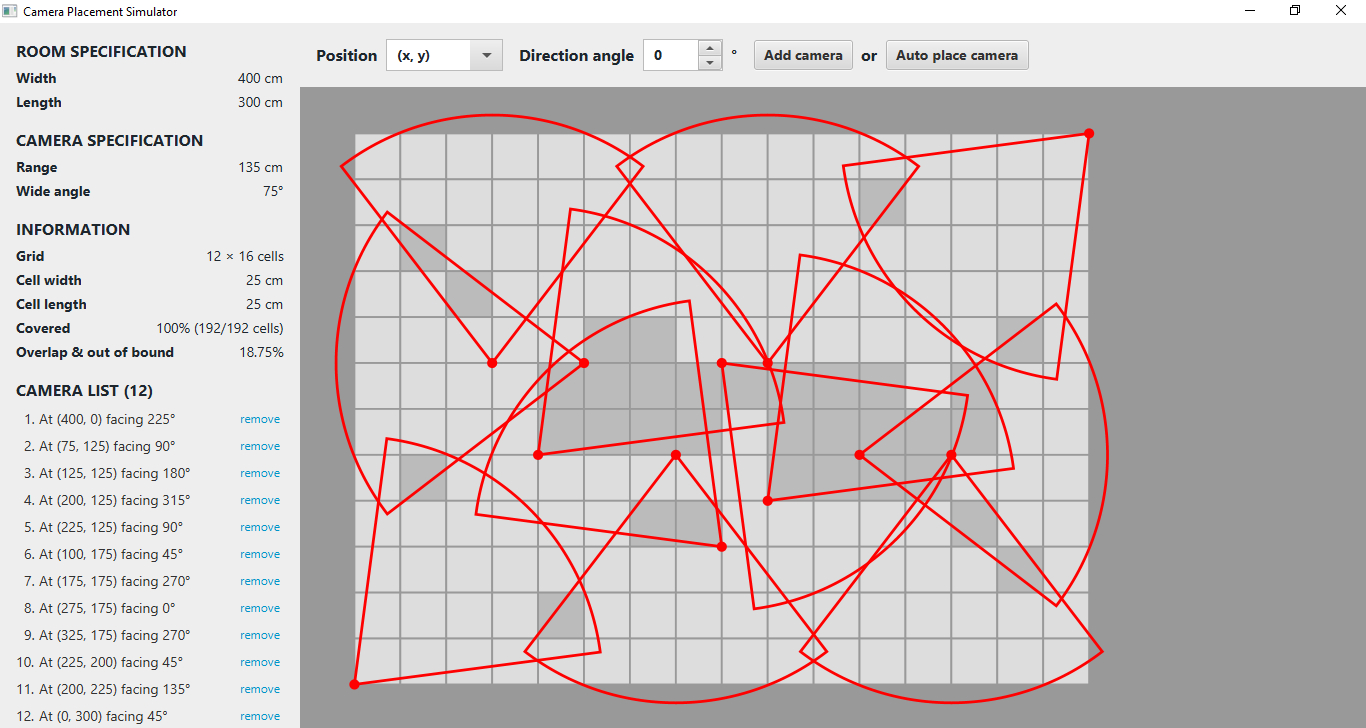 Camera Placement Simulator
Position (x, y) Direction angle 0 ° Add camera or Auto place camera
ROOM SPECIFICATION
Width 400 cm
Length 300 cm
CAMERA SPECIFICATION
Range 135 cm
Wide angle 75°
INFORMATION
Grid 12 × 16 cells
Cell width 25 cm
Cell length 25 cm
Covered 100% (192/192 cells)
Overlap & out of bound 18.75%
CAMERA LIST (12)
1. At (400, 0) facing 225° remove
2. At (75, 125) facing 90° remove
3. At (125, 125) facing 180° remove
4. At (200, 125) facing 315° remove
5. At (225, 125) facing 90° remove
6. At (100, 175) facing 45° remove
7. At (175, 175) facing 270° remove
8. At (275, 175) facing 0° remove
9. At (325, 175) facing 270° remove
10. At (225, 200) facing 45° remove
11. At (200, 225) facing 135° remove
12. At (0, 300) facing 45° remove